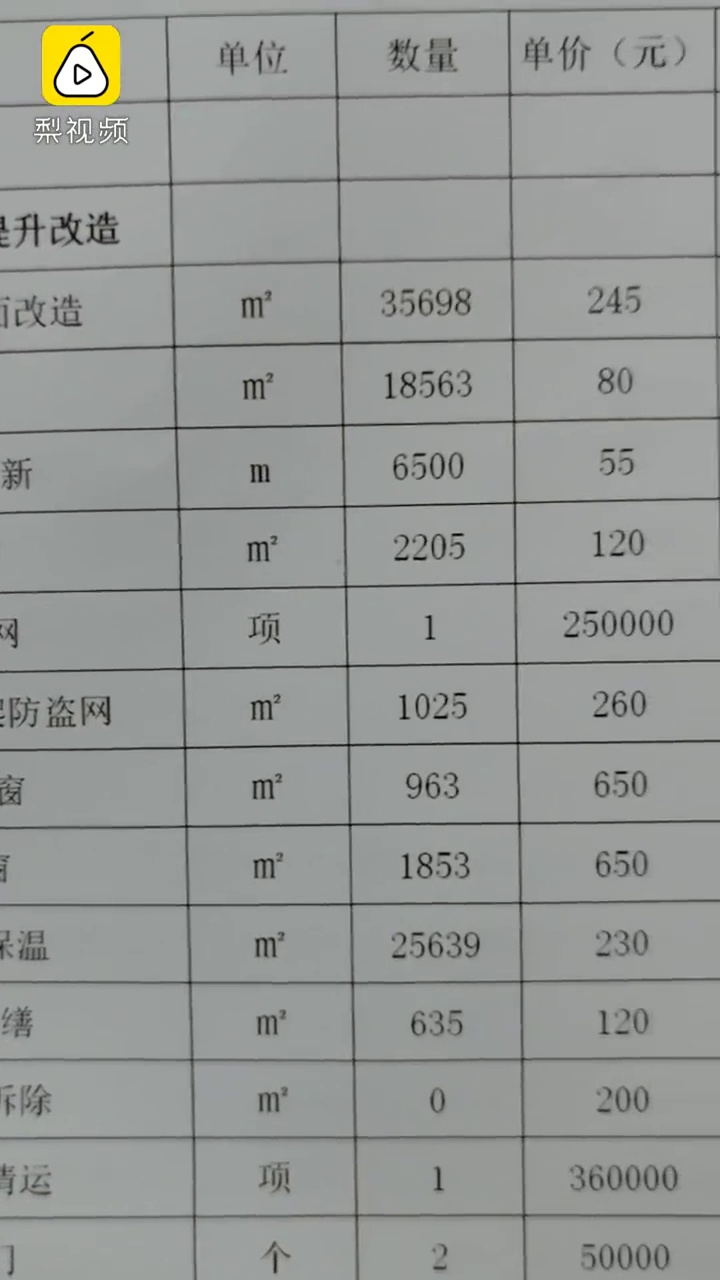 梨视频
单位 数量 单价（元）
提升改造
面改造 m² 35698 245
m² 18563 80
新 m 6500 55
m² 2205 120
网 项 1 250000
防盗网 m² 1025 260
窗 m² 963 650
窗 m² 1853 650
保温 m² 25639 230
缮 m² 635 120
拆除 m² 0 200
清运 项 1 360000
门 个 2 50000